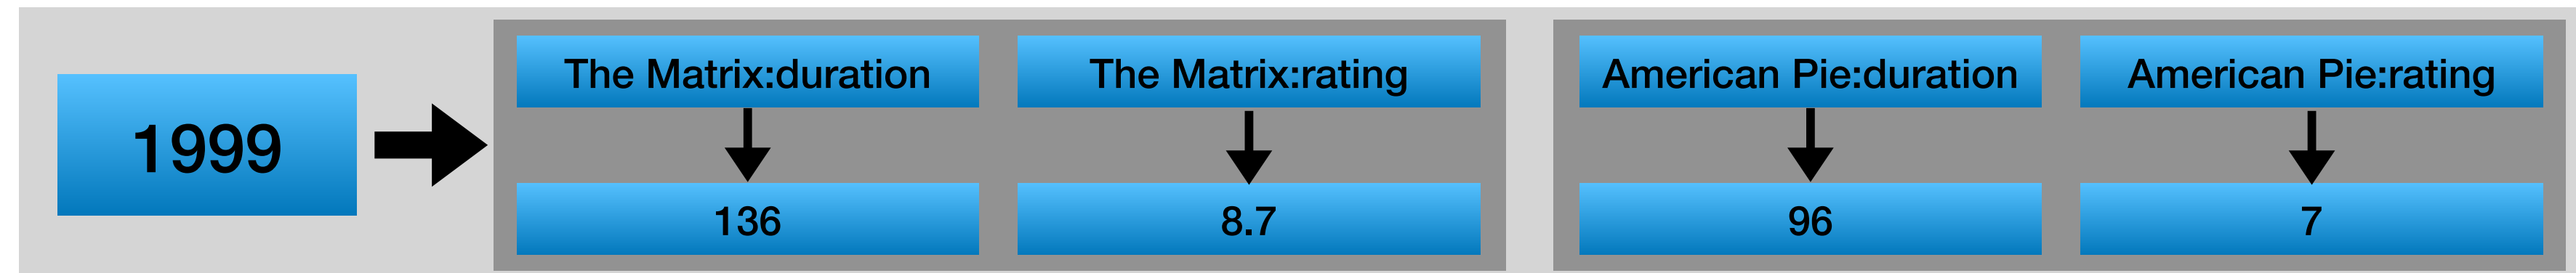 1999
The Matrix:duration
The Matrix:rating
American Pie:duration
American Pie:rating
136
8.7
96
7